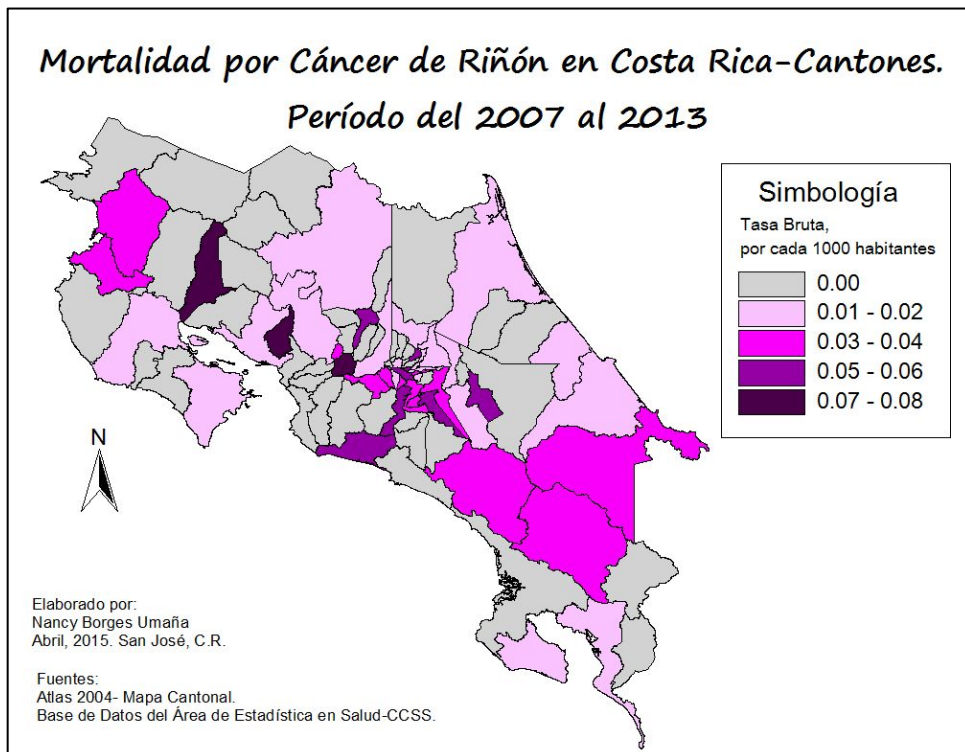 Mortalidad por Cáncer de Riñón en Costa Rica-Cantones.
Período del 2007 al 2013
Simbología
Tasa Bruta,
por cada 1000 habitantes
0.00
0.01 - 0.02
0.03 - 0.04
0.05 - 0.06
0.07 - 0.08
N
Elaborado por:
Nancy Borges Umaña
Abril, 2015. San José, C.R.
Fuentes:
Atlas 2004- Mapa Cantonal.
Base de Datos del Área de Estadística en Salud-CCSS.